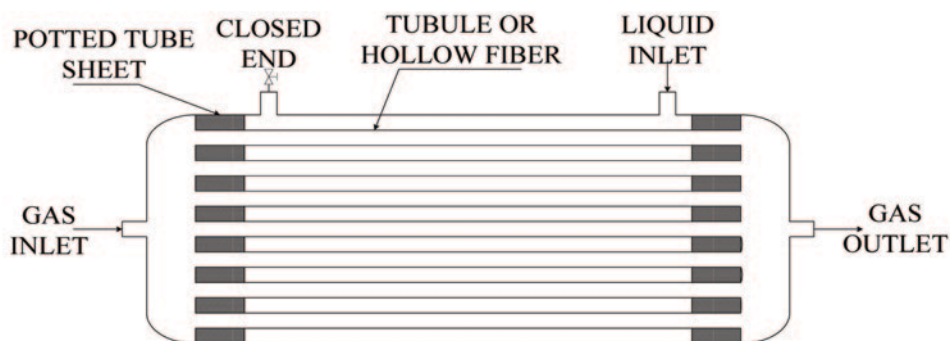 POTTED TUBE
SHEET
CLOSED
END
TUBULE OR
HOLLOW FIBER
LIQUID
INLET
GAS
INLET
GAS
OUTLET